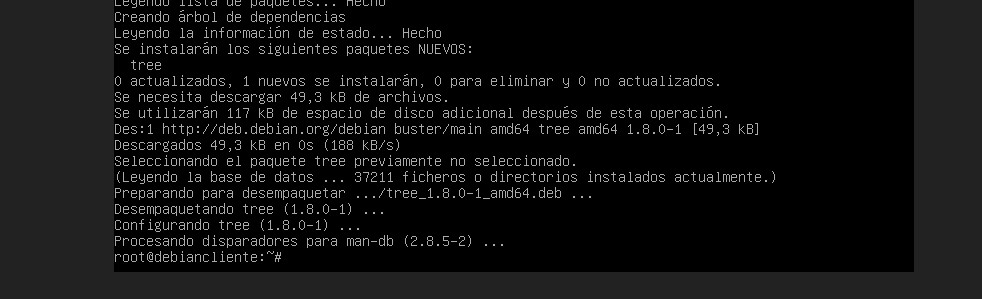 Leyendo lista de paquetes... Hecho
Creando árbol de dependencias
Leyendo la información de estado... Hecho
Se instalarán los siguientes paquetes NUEVOS:
  tree
0 actualizados, 1 nuevos se instalarán, 0 para eliminar y 0 no actualizados.
Se necesita descargar 49,3 kB de archivos.
Se utilizarán 117 kB de espacio de disco adicional después de esta operación.
Des:1 http://deb.debian.org/debian buster/main amd64 tree amd64 1.8.0-1 [49,3 kB]
Descargados 49,3 kB en 0s (188 kB/s)
Seleccionando el paquete tree previamente no seleccionado.
(Leyendo la base de datos ... 37211 ficheros o directorios instalados actualmente.)
Preparando para desempaquetar .../tree_1.8.0-1_amd64.deb ...
Desempaquetando tree (1.8.0-1) ...
Configurando tree (1.8.0-1) ...
Procesando disparadores para man-db (2.8.5-2) ...
root@debiancliente:~#